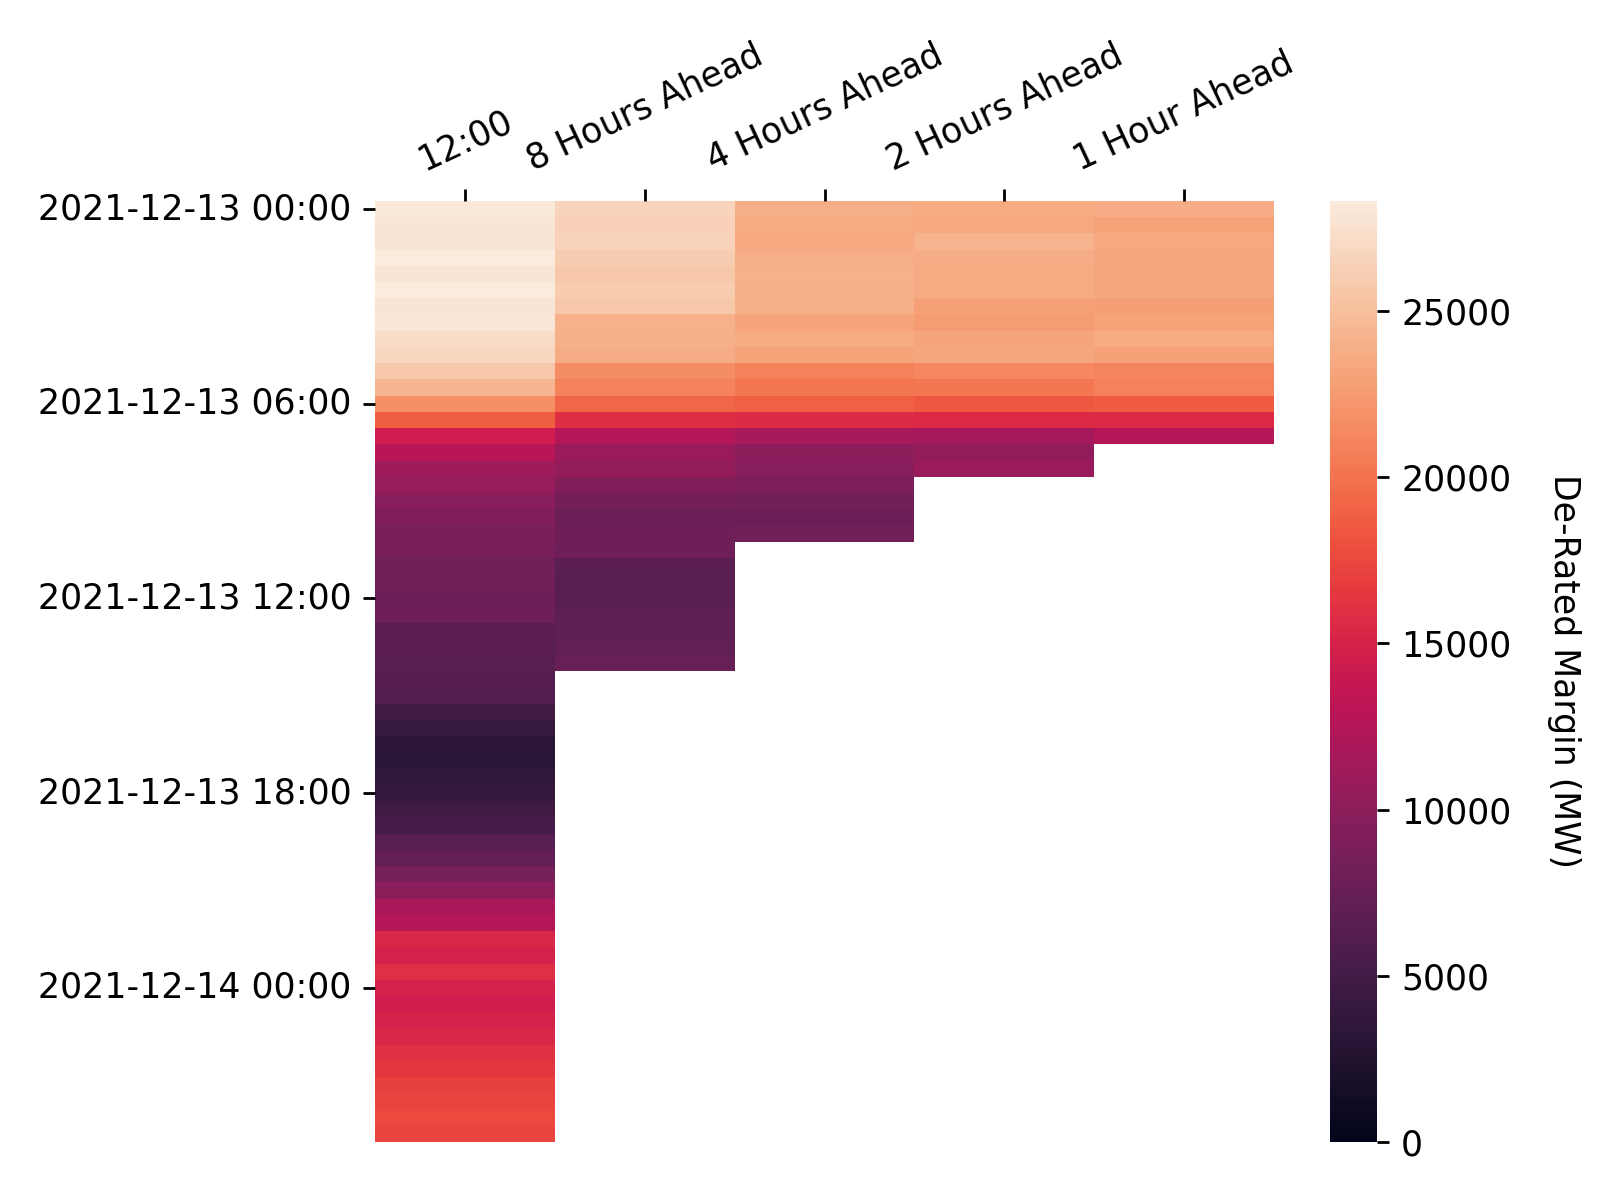 12:00
8 Hours Ahead
4 Hours Ahead
2 Hours Ahead
1 Hour Ahead
2021-12-13 00:00
2021-12-13 06:00
2021-12-13 12:00
2021-12-13 18:00
2021-12-14 00:00
25000
20000
15000
10000
5000
0
De-Rated Margin (MW)